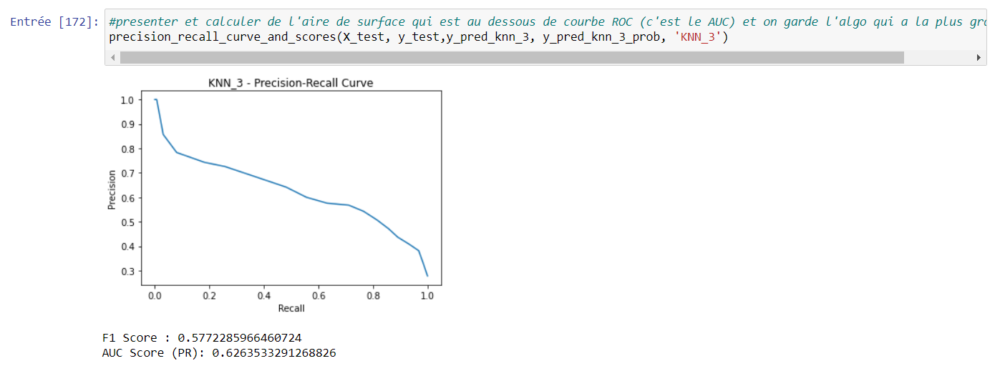 Entrée [172]: #presenter et calculer de l'aire de surface qui est au dessous de courbe ROC (c'est le AUC) et on garde l'algo qui a la plus
precision_recall_curve_and_scores(X_test, y_test,y_pred_knn_3, y_pred_knn_3_prob, 'KNN_3')
KNN_3 - Precision-Recall Curve
1.0
0.9
0.8
0.7
0.6
0.5
0.4
0.3
Precision
0.0 0.2 0.4 0.6 0.8 1.0
Recall
F1 Score : 0.5772285966460724
AUC Score (PR): 0.6263533291268826